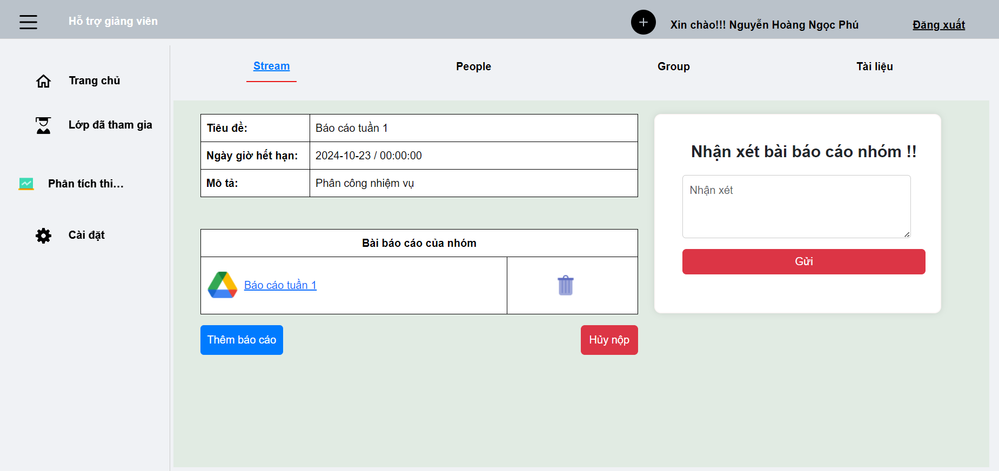 Hỗ trợ giảng viên
Xin chào!!! Nguyễn Hoàng Ngọc Phú
Đăng xuất
Trang chủ
Lớp đã tham gia
Phân tích thi...
Cài đặt
Stream
People
Group
Tài liệu
Tiêu đề:
Báo cáo tuần 1
Ngày giờ hết hạn:
2024-10-23 / 00:00:00
Mô tả:
Phân công nhiệm vụ
Bài báo cáo của nhóm
Báo cáo tuần 1
Thêm báo cáo
Hủy nộp
Nhận xét bài báo cáo nhóm !!
Nhận xét
Gửi